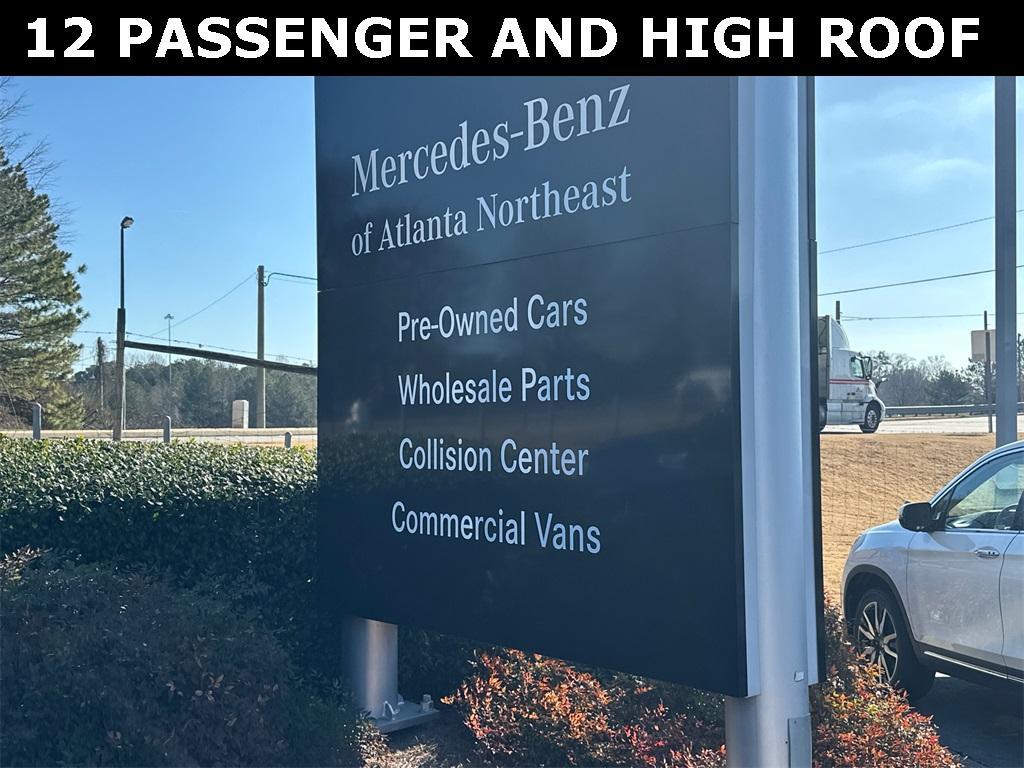 12 PASSENGER AND HIGH ROOF
Mercedes-Benz
of Atlanta Northeast
Pre-Owned Cars
Wholesale Parts
Collision Center
Commercial Vans